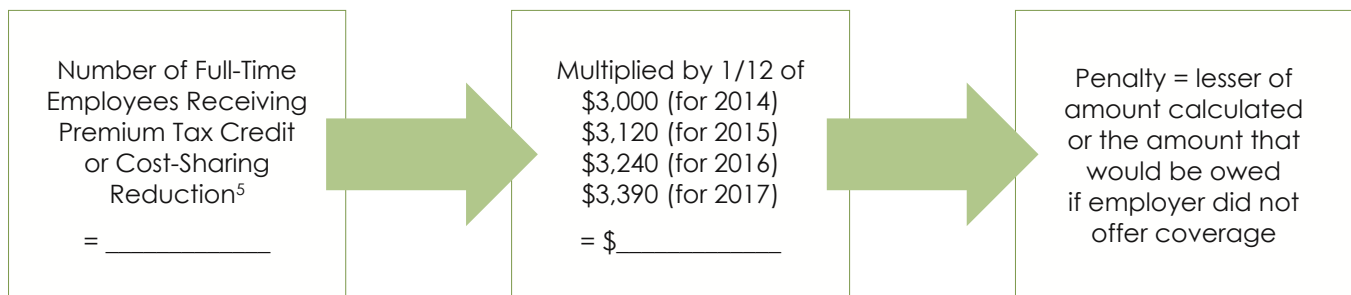 Number of Full-Time
Employees Receiving
Premium Tax Credit
or Cost-Sharing
Reduction⁵
= _____________
Multiplied by 1/12 of
$3,000 (for 2014)
$3,120 (for 2015)
$3,240 (for 2016)
$3,390 (for 2017)
= $_____________
Penalty = lesser of
amount calculated
or the amount that
would be owed
if employer did not
offer coverage